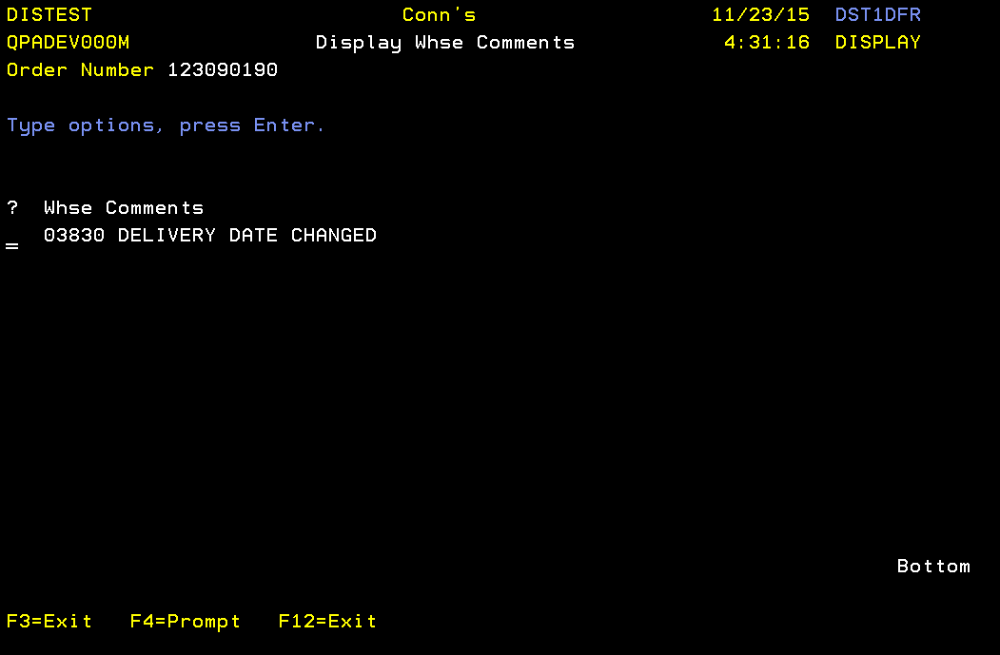 DISTEST Conn's 11/23/15 DST1DFR
QPADEV000M Display Whse Comments 4:31:16 DISPLAY
Order Number 123090190
Type options, press Enter.
? Whse Comments
_ 03830 DELIVERY DATE CHANGED
Bottom
F3=Exit F4=Prompt F12=Exit